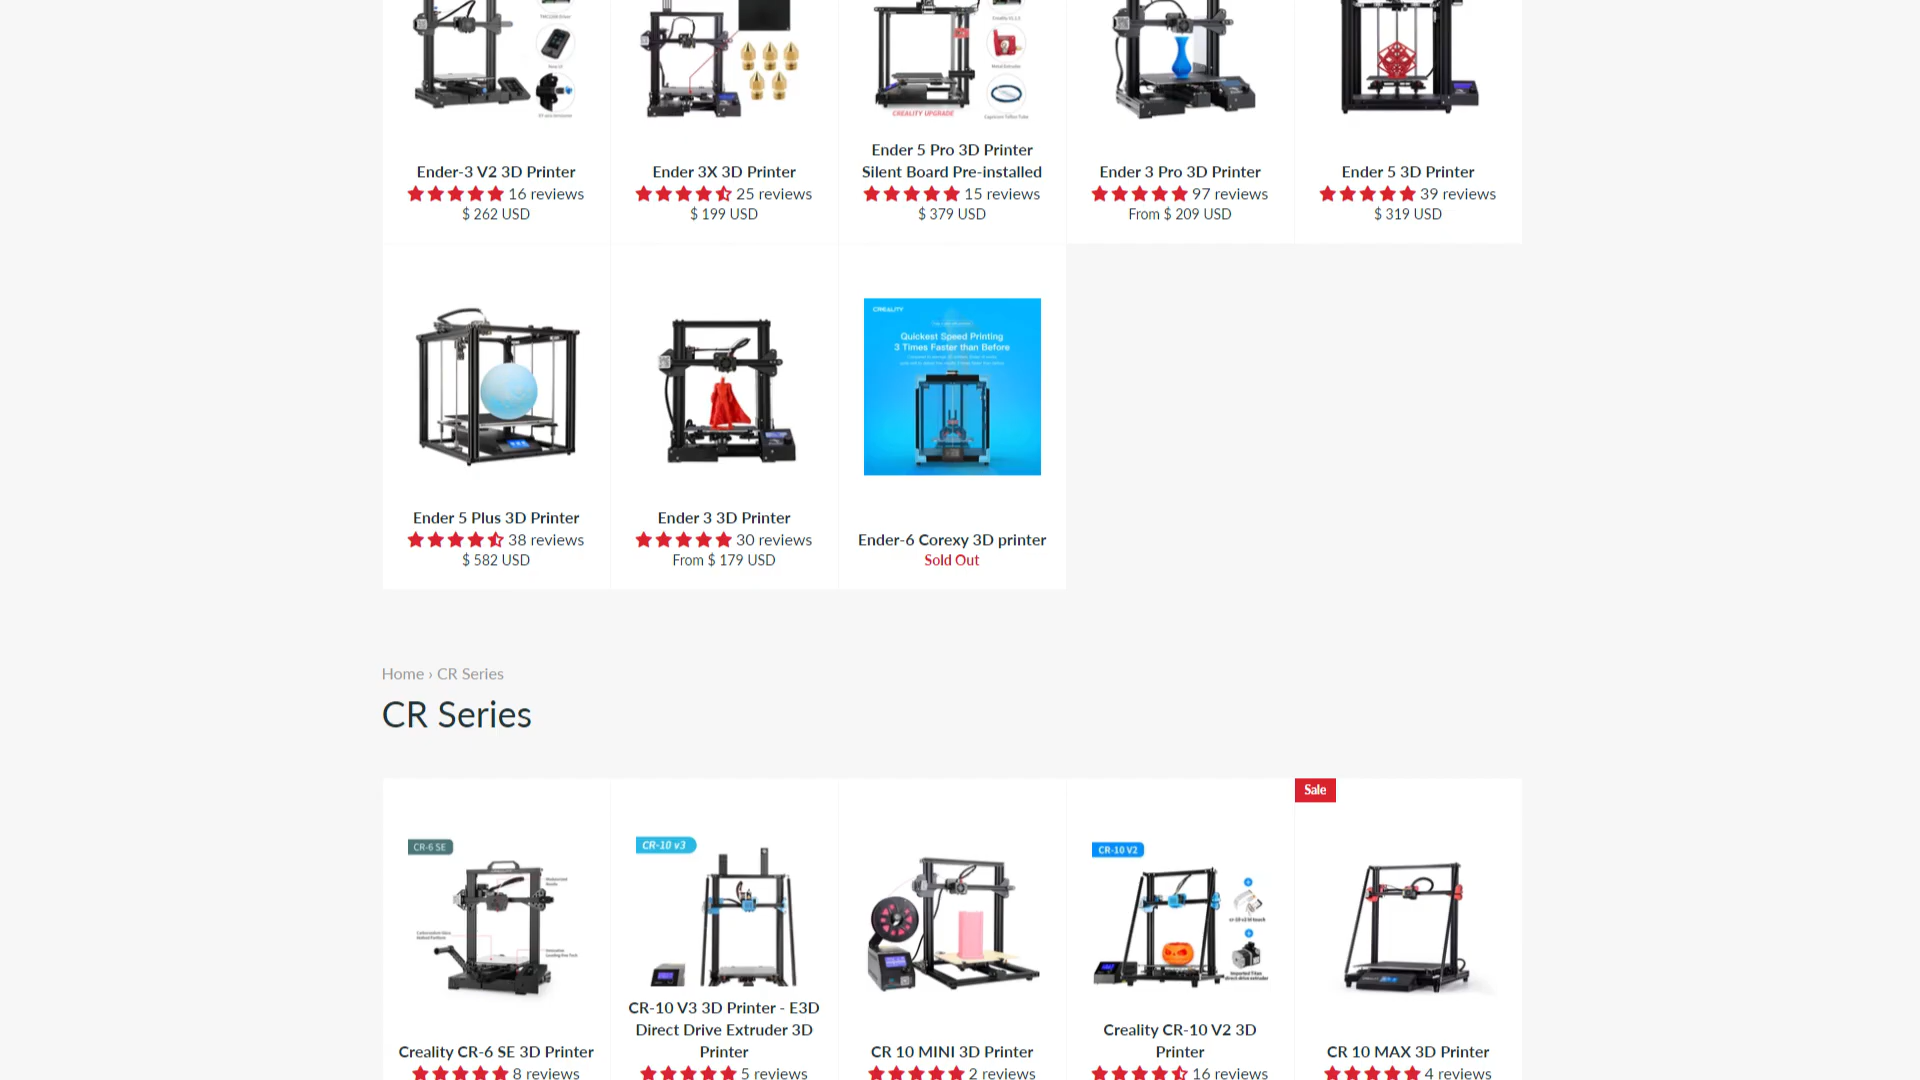 CREALITY UPGRADE
Ender-3 V2 3D Printer
16 reviews
$ 262 USD
Ender 3X 3D Printer
25 reviews
$ 199 USD
Ender 5 Pro 3D Printer
Silent Board Pre-installed
15 reviews
$ 379 USD
Ender 3 Pro 3D Printer
97 reviews
From $ 209 USD
Ender 5 3D Printer
39 reviews
$ 319 USD
Ender 5 Plus 3D Printer
38 reviews
$ 582 USD
Ender 3 3D Printer
30 reviews
From $ 179 USD
CREALITY
Quickest Speed Printing
3 Times Faster than Before
Ender-6 Corexy 3D printer
Sold Out
Home › CR Series
CR Series
CR-6 SE
Creality CR-6 SE 3D Printer
8 reviews
CR-10 v3
CR-10 V3 3D Printer - E3D
Direct Drive Extruder 3D
Printer
5 reviews
CR 10 MINI 3D Printer
2 reviews
CR-10 V2
Creality CR-10 V2 3D
Printer
16 reviews
Sale
CR 10 MAX 3D Printer
4 reviews